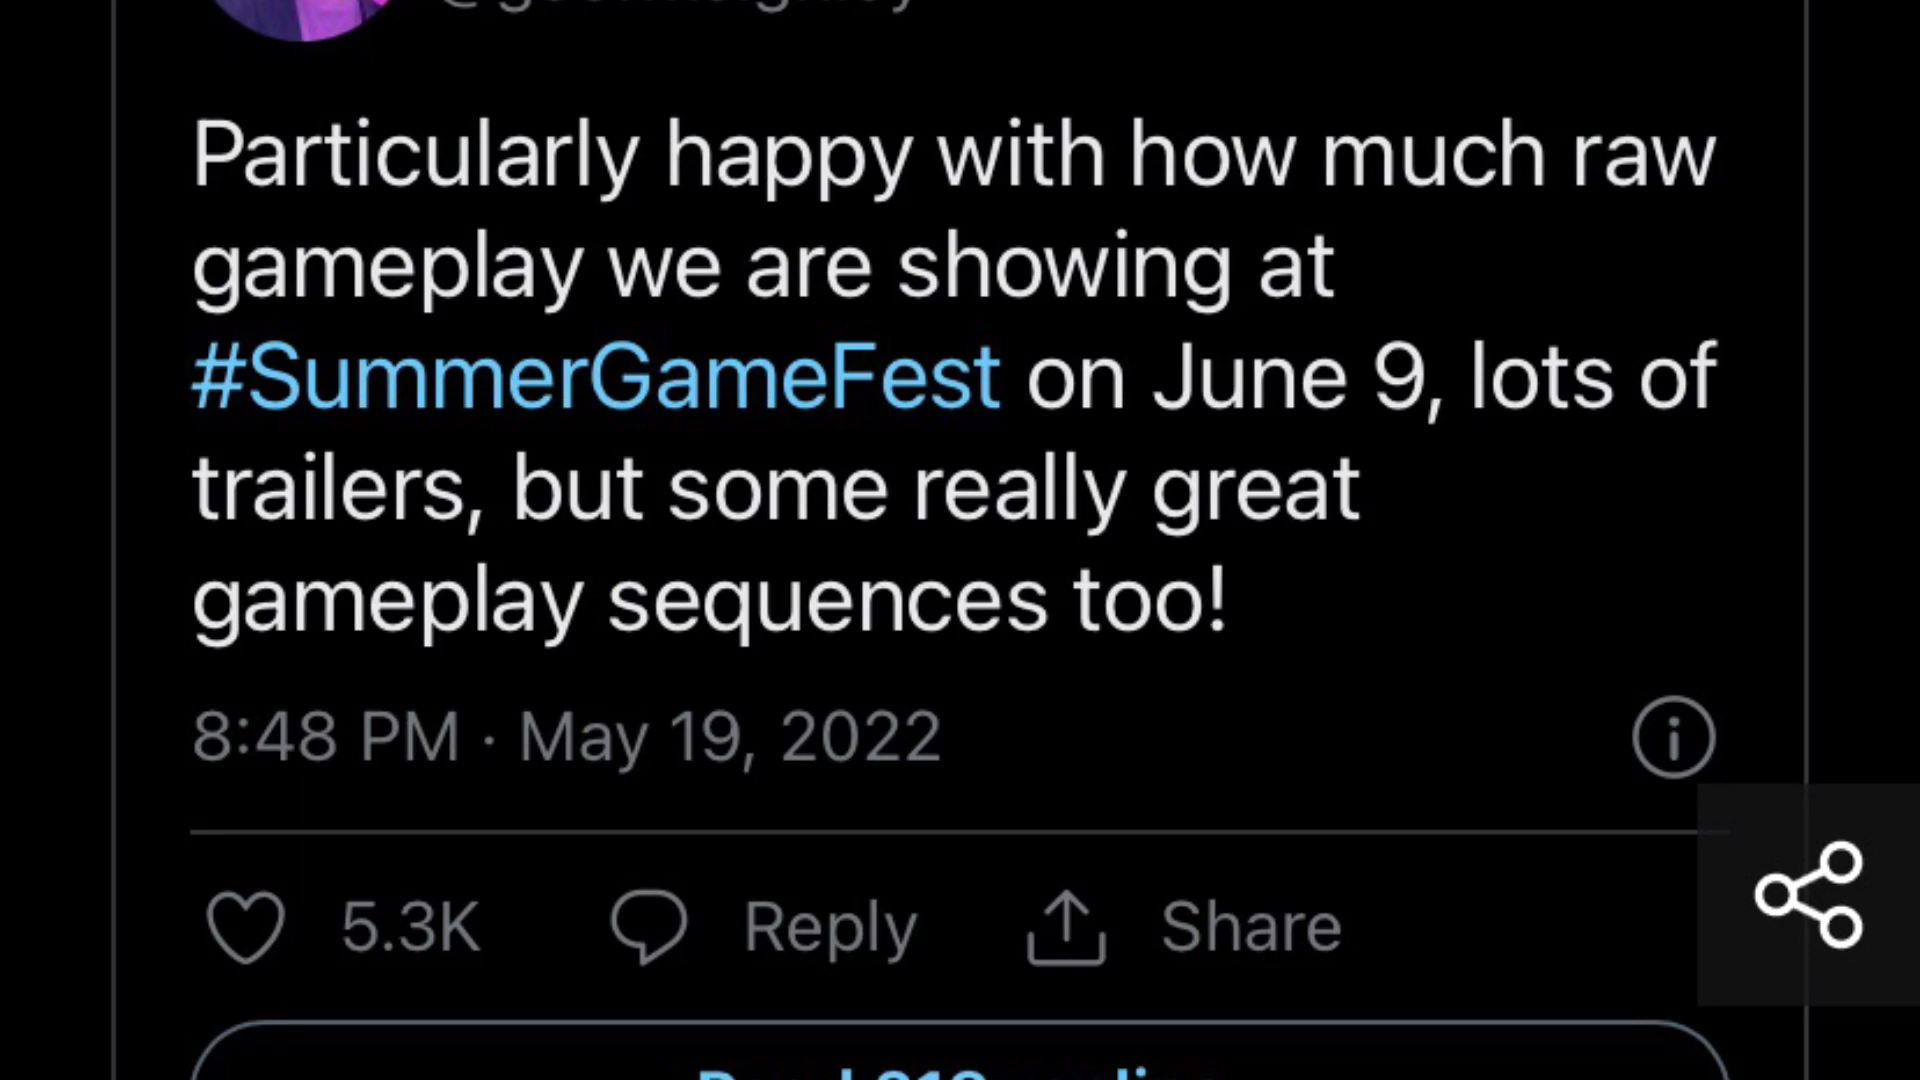 Particularly happy with how much raw
gameplay we are showing at
#SummerGameFest on June 9, lots of
trailers, but some really great
gameplay sequences too!
8:48 PM · May 19, 2022
5.3K Reply Share